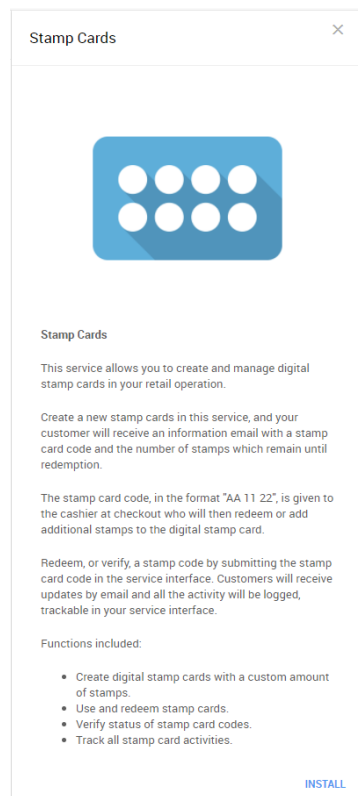 Stamp Cards
Stamp Cards
This service allows you to create and manage digital
stamp cards in your retail operation.
Create a new stamp cards in this service, and your
customer will receive an information email with a stamp
card code and the number of stamps which remain until
redemption.
The stamp card code, in the format "AA 11 22", is given to
the cashier at checkout who will then redeem or add
additional stamps to the digital stamp card.
Redeem, or verify, a stamp code by submitting the stamp
card code in the service interface. Customers will receive
updates by email and all the activity will be logged,
trackable in your service interface.
Functions included:
• Create digital stamp cards with a custom amount
of stamps.
• Use and redeem stamp cards.
• Verify status of stamp card codes.
• Track all stamp card activities.
INSTALL